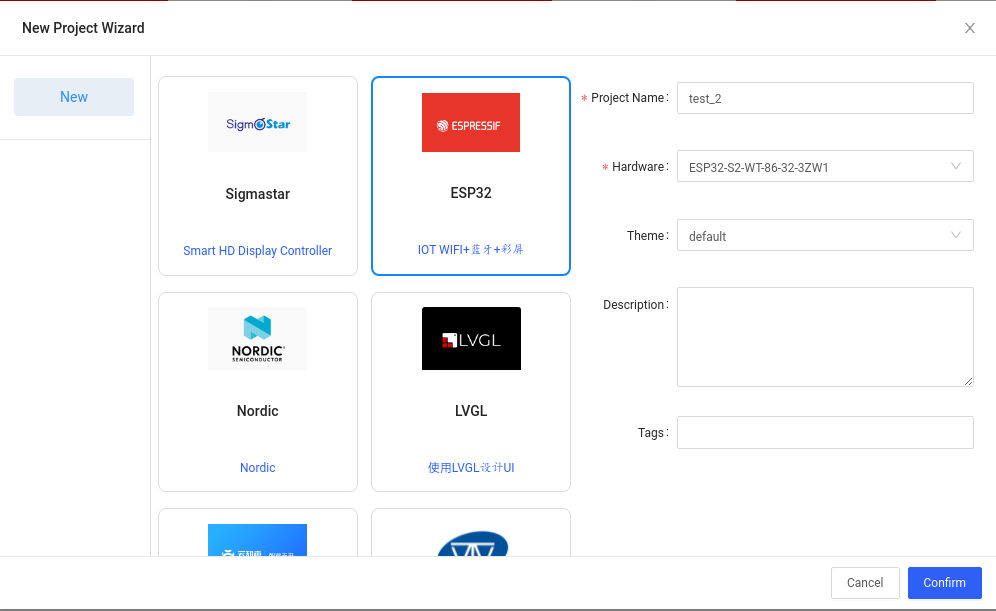 New Project Wizard
New
SigmaStar
Sigmastar
Smart HD Display Controller
ESPRESSIF
ESP32
IOT WIFI+蓝牙+彩屏
NORDIC
SEMICONDUCTOR
Nordic
Nordic
LVGL
LVGL
使用LVGL设计UI
* Project Name:
test_2
* Hardware:
ESP32-S2-WT-86-32-3ZW1
Theme:
default
Description:
Tags:
Cancel
Confirm